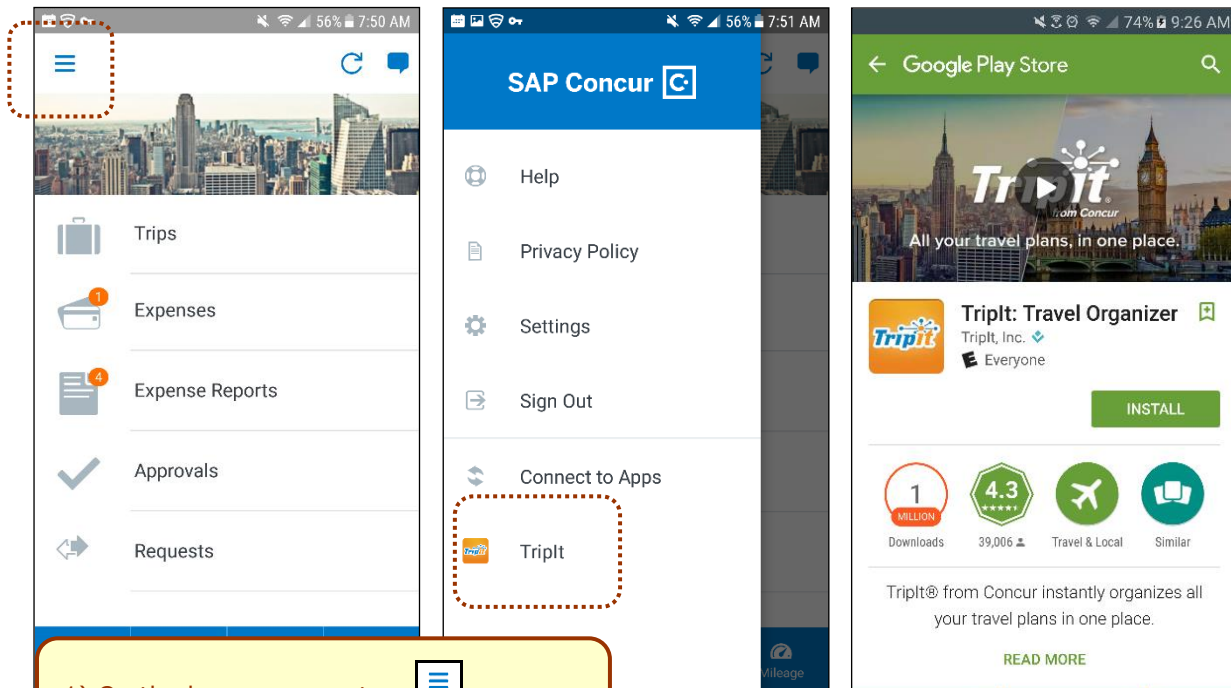 56% 7:50 AM
Trips
1
Expenses
4
Expense Reports
Approvals
Requests
56% 7:51 AM
SAP Concur C
Help
Privacy Policy
Settings
Sign Out
Connect to Apps
TripIt
Mileage
74% 9:26 AM
Google Play Store
TripIt
from Concur
All your travel plans, in one place.
TripIt
TripIt: Travel Organizer
TripIt, Inc.
E Everyone
INSTALL
1
MILLION
4.3
Downloads 39,006 Travel & Local Similar
TripIt® from Concur instantly organizes all
your travel plans in one place.
READ MORE